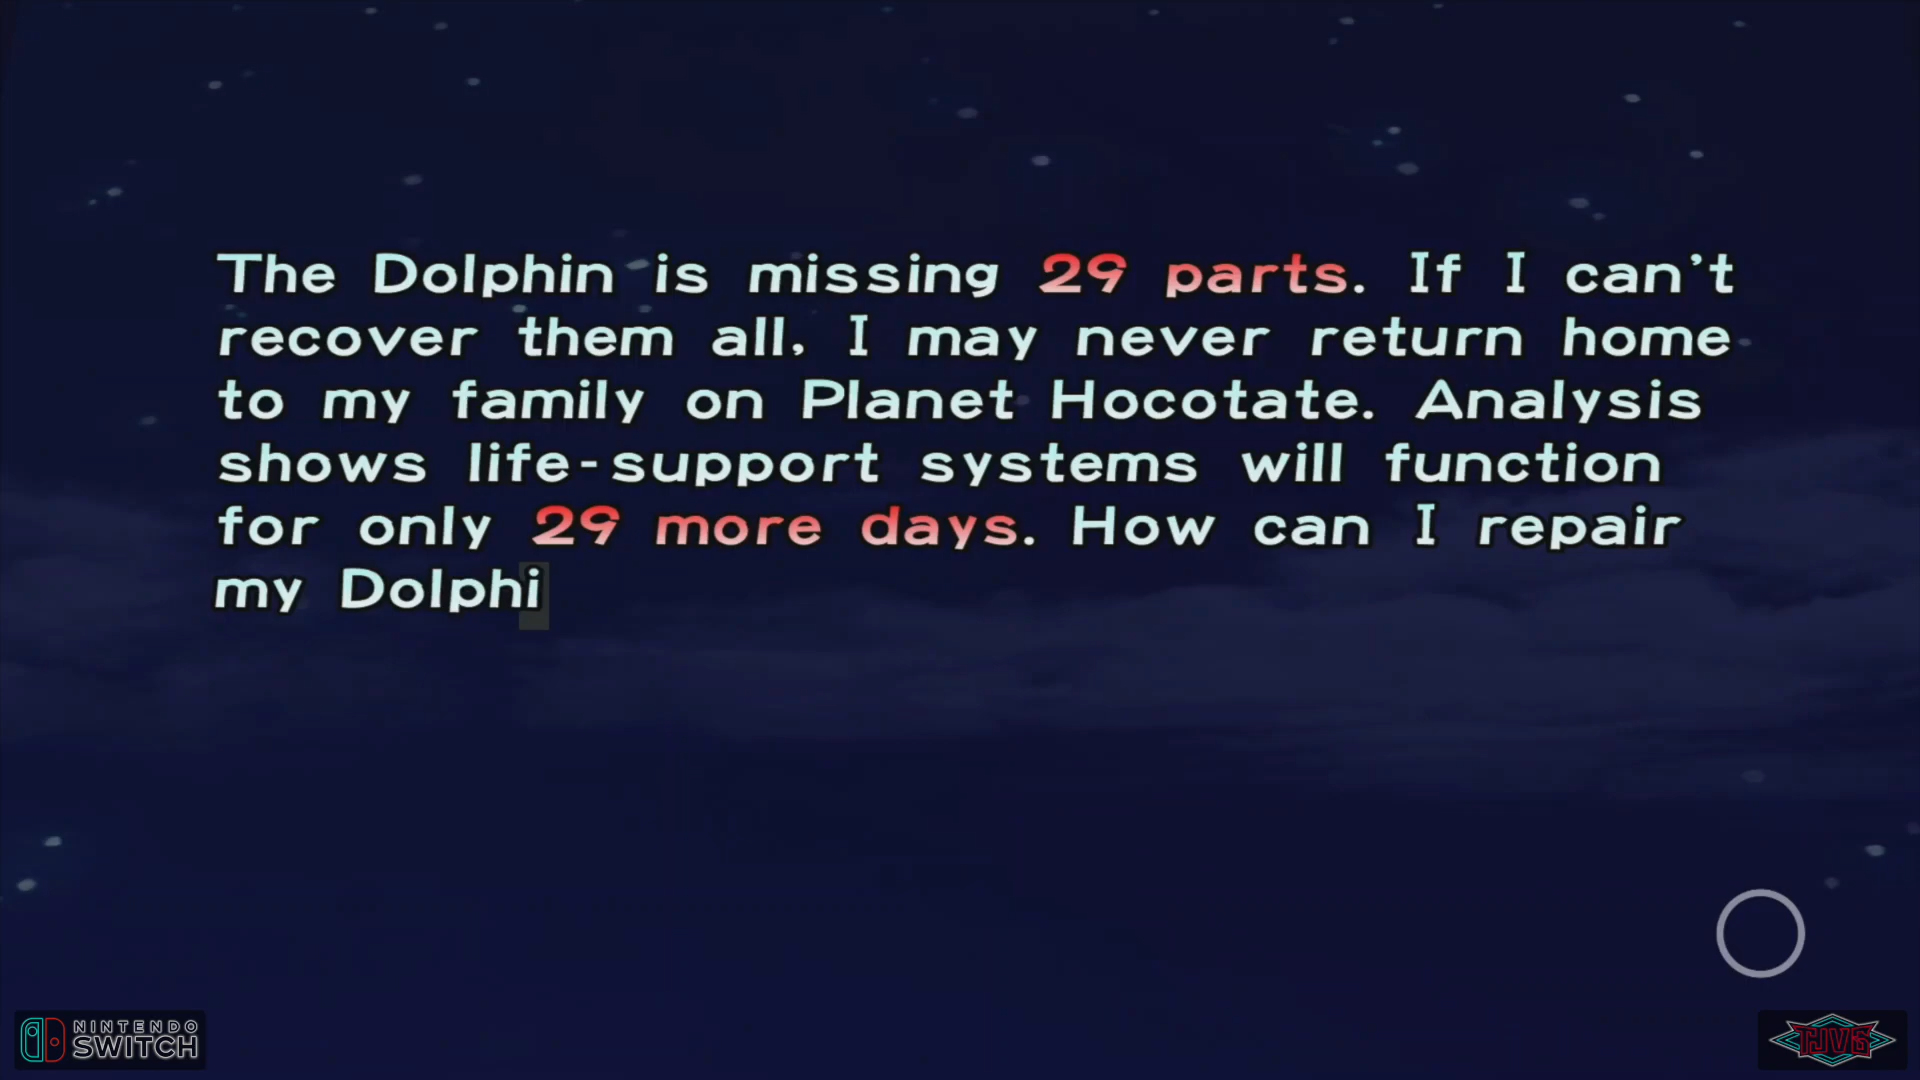 The Dolphin is missing 29 parts. If I can't
recover them all, I may never return home
to my family on Planet Hocotate. Analysis
shows life-support systems will function
for only 29 more days. How can I repair
my Dolphi
NINTENDO
SWITCH
TJVG